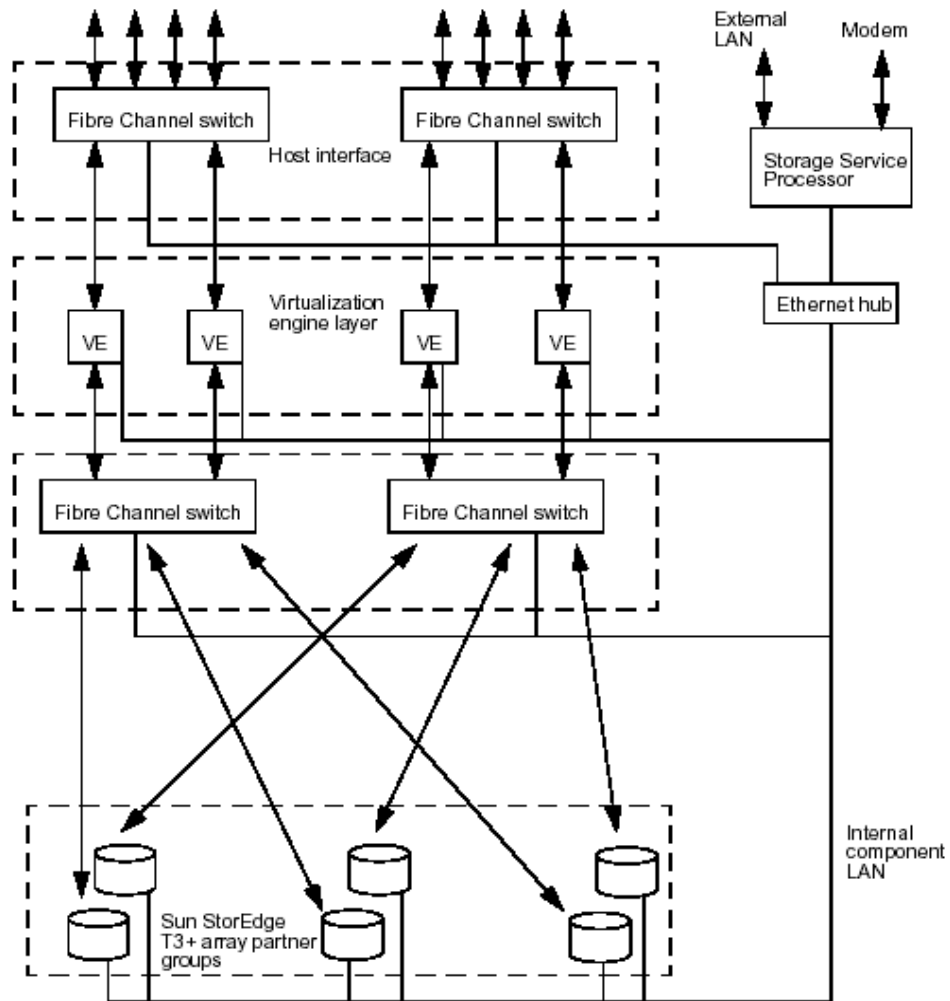 External
LAN
Modem
Fibre Channel switch
Fibre Channel switch
Host interface
Storage Service
Processor
Virtualization
engine layer
Ethernet hub
VE
VE
VE
VE
Fibre Channel switch
Fibre Channel switch
Internal
component
LAN
Sun StorEdge
T3+ array partner
groups